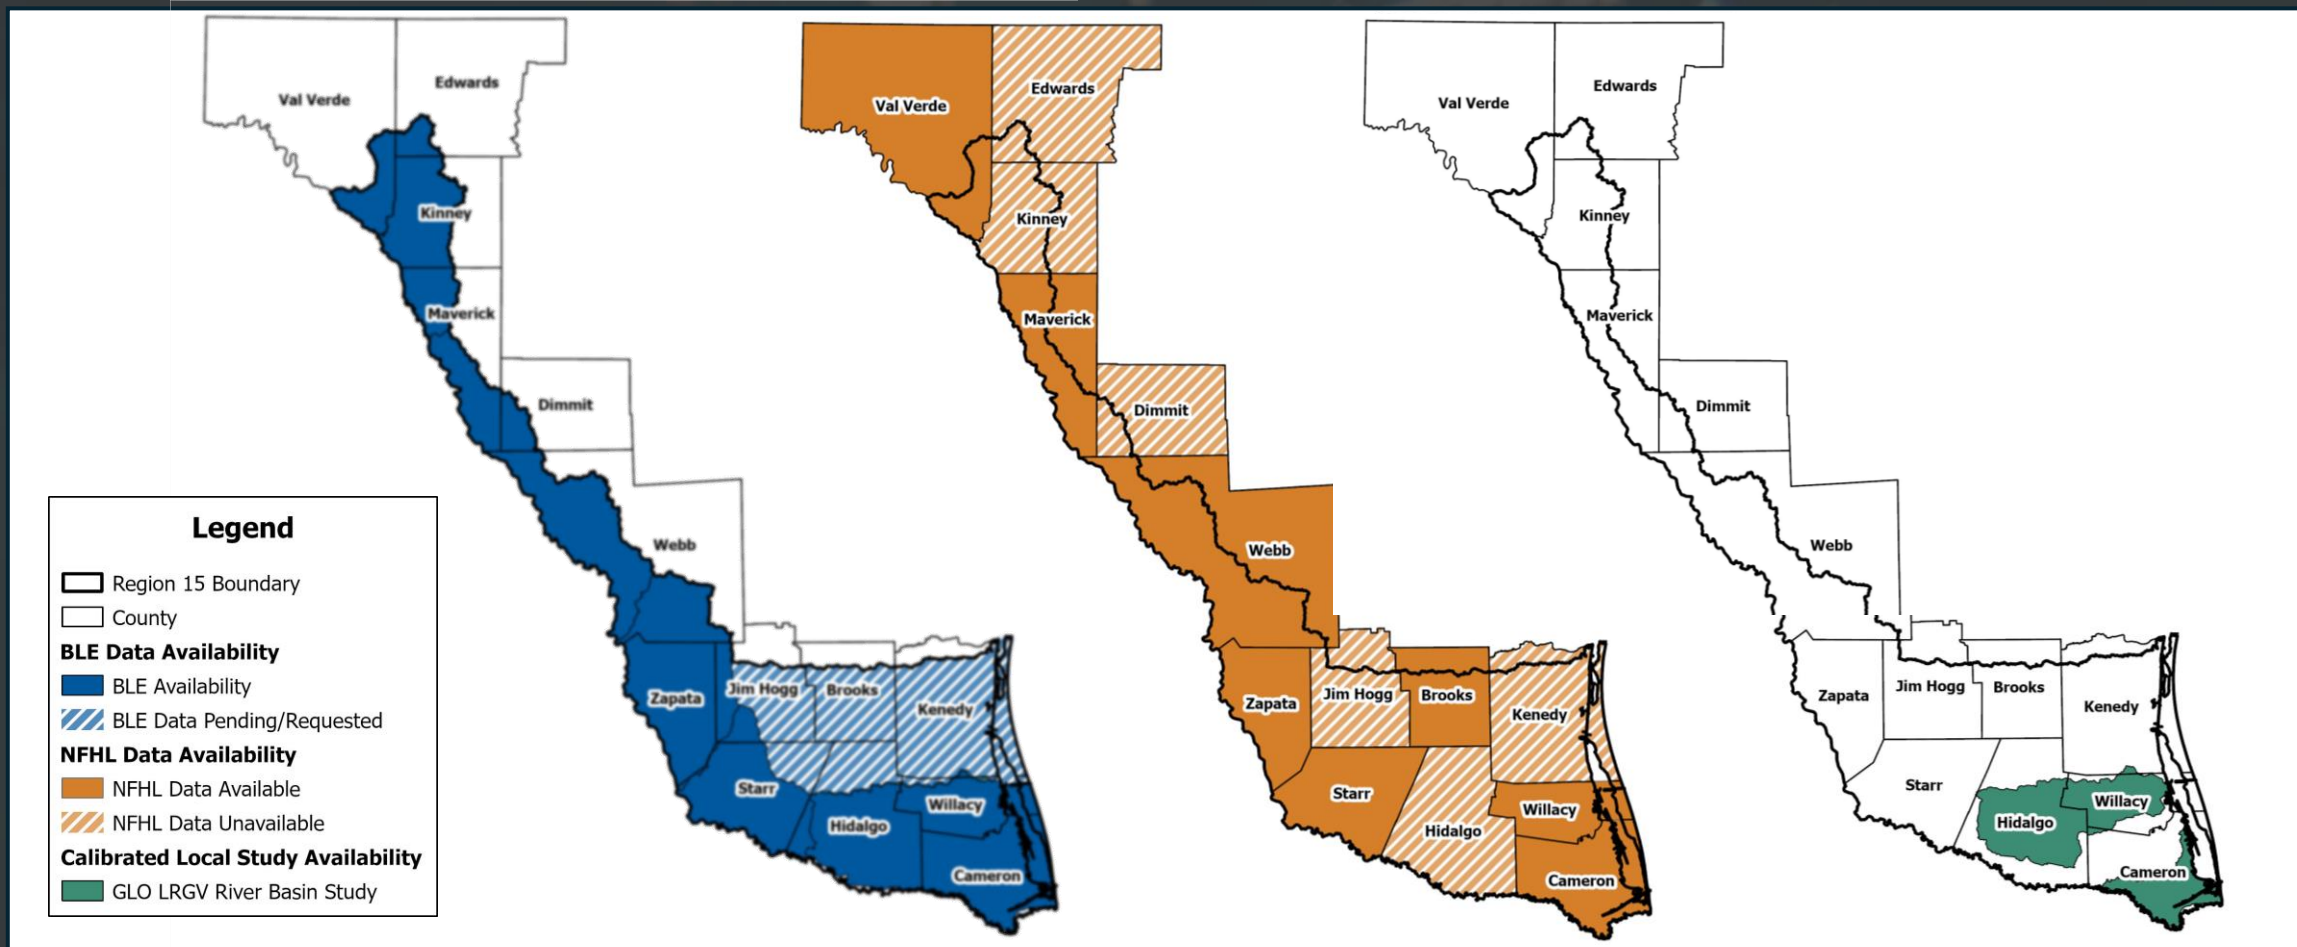 Val Verde
Edwards
Kinney
Maverick
Dimmit
Webb
Zapata
Jim Hogg
Brooks
Kenedy
Starr
Hidalgo
Willacy
Cameron
Legend
Region 15 Boundary
County
BLE Data Availability
BLE Availability
BLE Data Pending/Requested
NFHL Data Availability
NFHL Data Available
NFHL Data Unavailable
Calibrated Local Study Availability
GLO LRGV River Basin Study
Val Verde
Edwards
Kinney
Maverick
Dimmit
Webb
Zapata
Jim Hogg
Brooks
Kenedy
Starr
Hidalgo
Willacy
Cameron
Val Verde
Edwards
Kinney
Maverick
Dimmit
Webb
Zapata
Jim Hogg
Brooks
Kenedy
Starr
Hidalgo
Willacy
Cameron